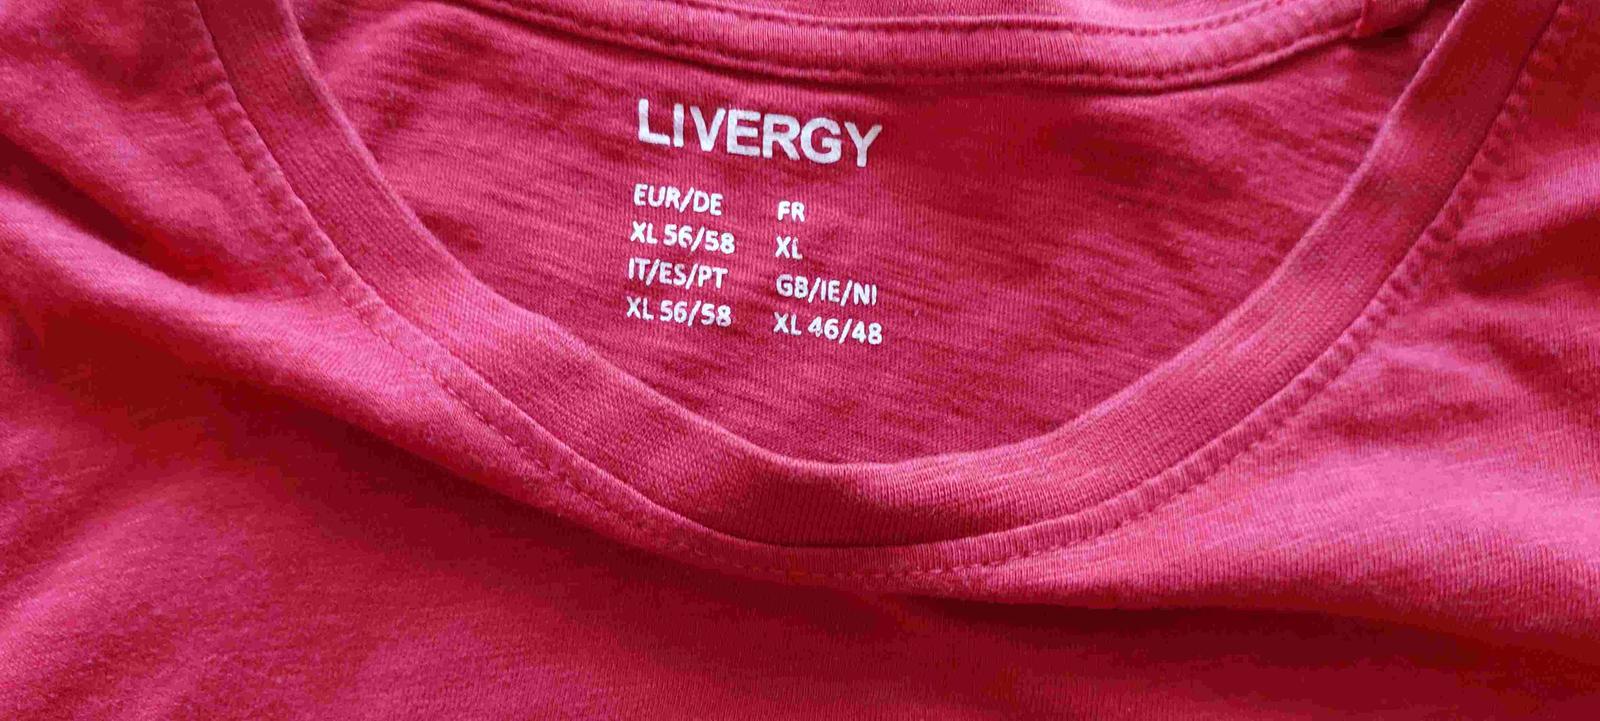 LIVERGY
EUR/DE FR
XL 56/58 XL
IT/ES/PT GB/IE/NI
XL 56/58 XL 46/48